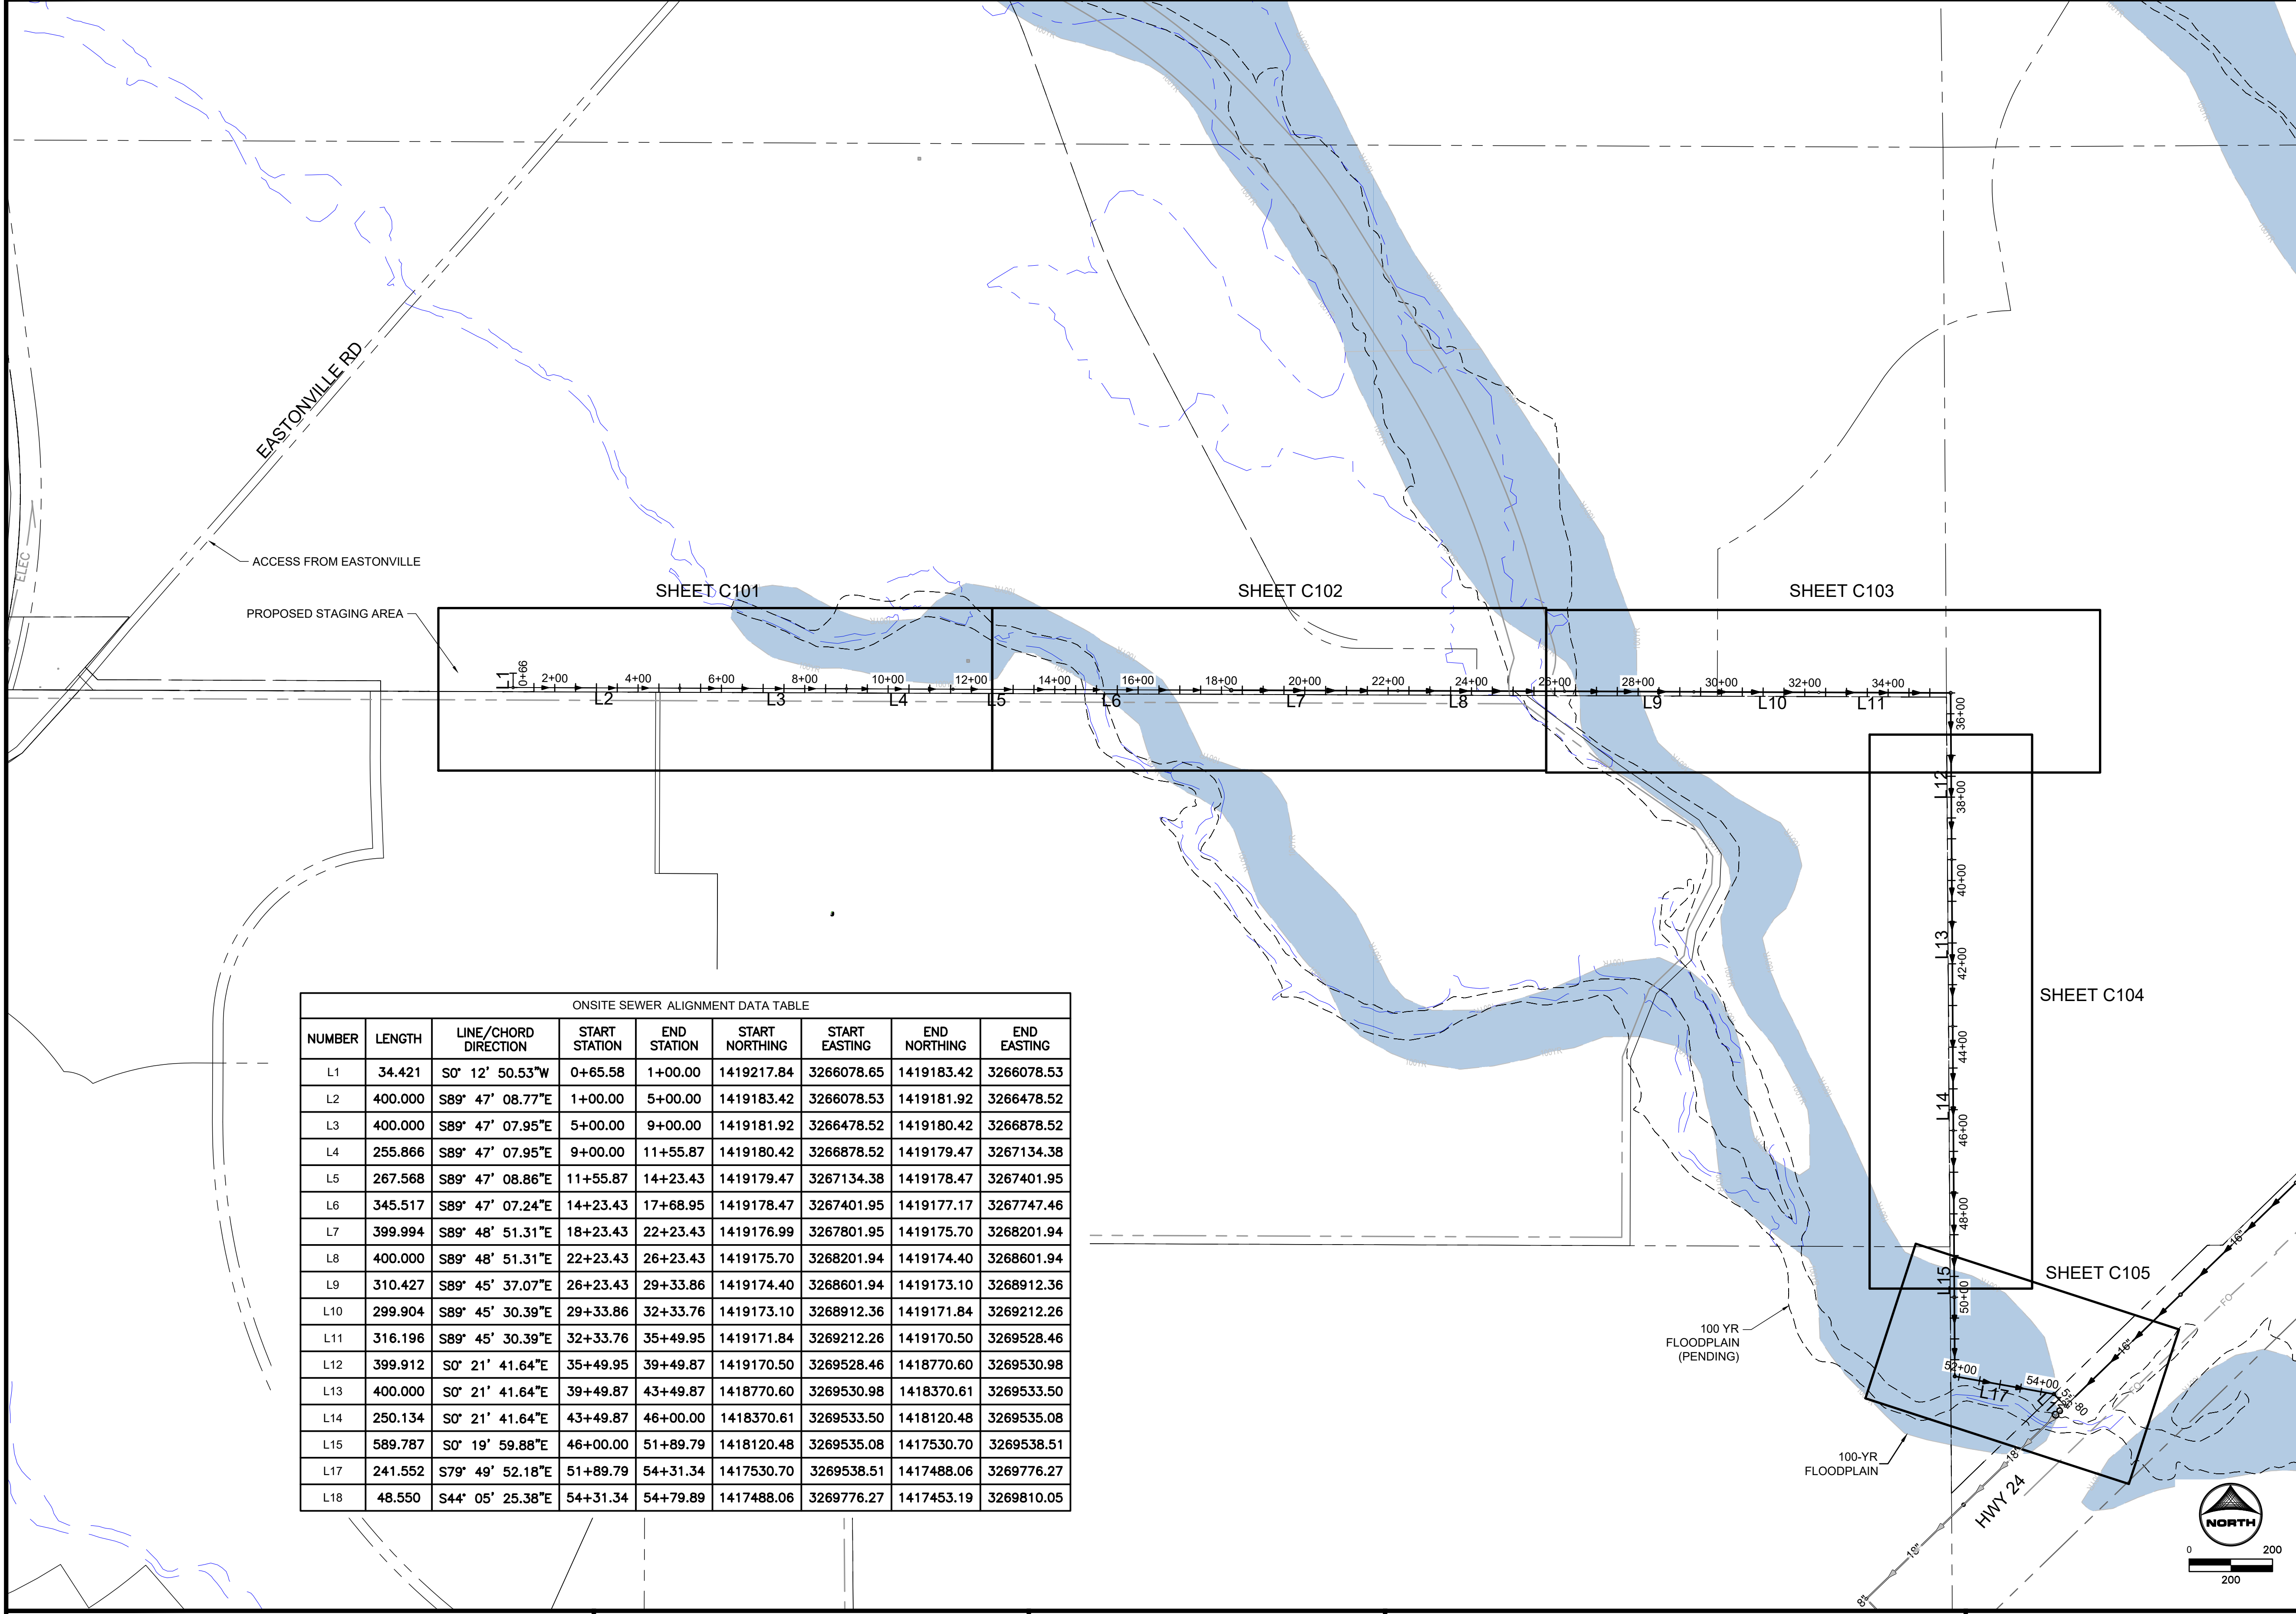 EASTONVILLE RD
ELEC
ACCESS FROM EASTONVILLE
PROPOSED STAGING AREA
SHEET C101
SHEET C102
SHEET C103
L1
0+66
2+00
4+00
6+00
8+00
10+00
12+00
14+00
16+00
18+00
20+00
22+00
24+00
26+00
28+00
30+00
32+00
34+00
L2
L3
L4
L5
L6
L7
L8
L9
L10
L11
36+00
L12
38+00
40+00
L13
42+00
SHEET C104
44+00
L14
46+00
48+00
L15
50+00
SHEET C105
52+00
54+00
L17
L18
100 YR
FLOODPLAIN
(PENDING)
100-YR
FLOODPLAIN
16"
16"
FO
FO
18"
18"
8"
HWY 24
ONSITE SEWER ALIGNMENT DATA TABLE
NUMBER LENGTH LINE/CHORD DIRECTION START STATION END STATION START NORTHING START EASTING END NORTHING END EASTING
L1 34.421 S0° 12' 50.53"W 0+65.58 1+00.00 1419217.84 3266078.65 1419183.42 3266078.53
L2 400.000 S89° 47' 08.77"E 1+00.00 5+00.00 1419183.42 3266078.53 1419181.92 3266478.52
L3 400.000 S89° 47' 07.95"E 5+00.00 9+00.00 1419181.92 3266478.52 1419180.42 3266878.52
L4 255.866 S89° 47' 07.95"E 9+00.00 11+55.87 1419180.42 3266878.52 1419179.47 3267134.38
L5 267.568 S89° 47' 08.86"E 11+55.87 14+23.43 1419179.47 3267134.38 1419178.47 3267401.95
L6 345.517 S89° 47' 07.24"E 14+23.43 17+68.95 1419178.47 3267401.95 1419177.17 3267747.46
L7 399.994 S89° 48' 51.31"E 18+23.43 22+23.43 1419176.99 3267801.95 1419175.70 3268201.94
L8 400.000 S89° 48' 51.31"E 22+23.43 26+23.43 1419175.70 3268201.94 1419174.40 3268601.94
L9 310.427 S89° 45' 37.07"E 26+23.43 29+33.86 1419174.40 3268601.94 1419173.10 3268912.36
L10 299.904 S89° 45' 30.39"E 29+33.86 32+33.76 1419173.10 3268912.36 1419171.84 3269212.26
L11 316.196 S89° 45' 30.39"E 32+33.76 35+49.95 1419171.84 3269212.26 1419170.50 3269528.46
L12 399.912 S0° 21' 41.64"E 35+49.95 39+49.87 1419170.50 3269528.46 1418770.60 3269530.98
L13 400.000 S0° 21' 41.64"E 39+49.87 43+49.87 1418770.60 3269530.98 1418370.61 3269533.50
L14 250.134 S0° 21' 41.64"E 43+49.87 46+00.00 1418370.61 3269533.50 1418120.48 3269535.08
L15 589.787 S0° 19' 59.88"E 46+00.00 51+89.79 1418120.48 3269535.08 1417530.70 3269538.51
L17 241.552 S79° 49' 52.18"E 51+89.79 54+31.34 1417530.70 3269538.51 1417488.06 3269776.27
L18 48.550 S44° 05' 25.38"E 54+31.34 54+79.89 1417488.06 3269776.27 1417453.19 3269810.05
NORTH
0 200
200